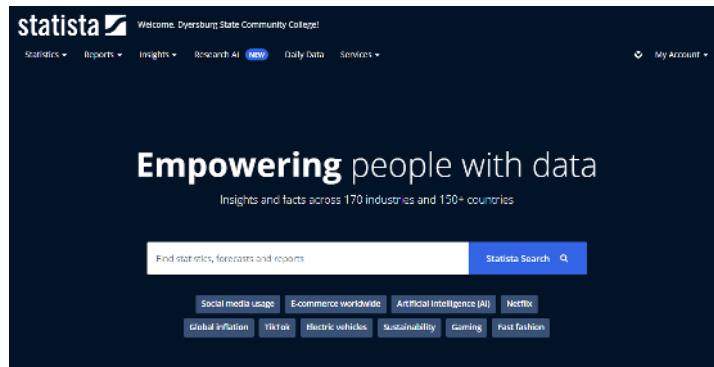 statista
Welcome, Dyersburg State Community College!
Statistics Reports Insights Research AI NEW Daily Data Services My Account
Empowering people with data
Insights and facts across 170 industries and 150+ countries
Find statistics, forecasts and reports Statista Search
Social media usage E-commerce worldwide Artificial Intelligence (AI) Netflix
Global inflation TikTok Electric vehicles Sustainability Gaming Fast fashion